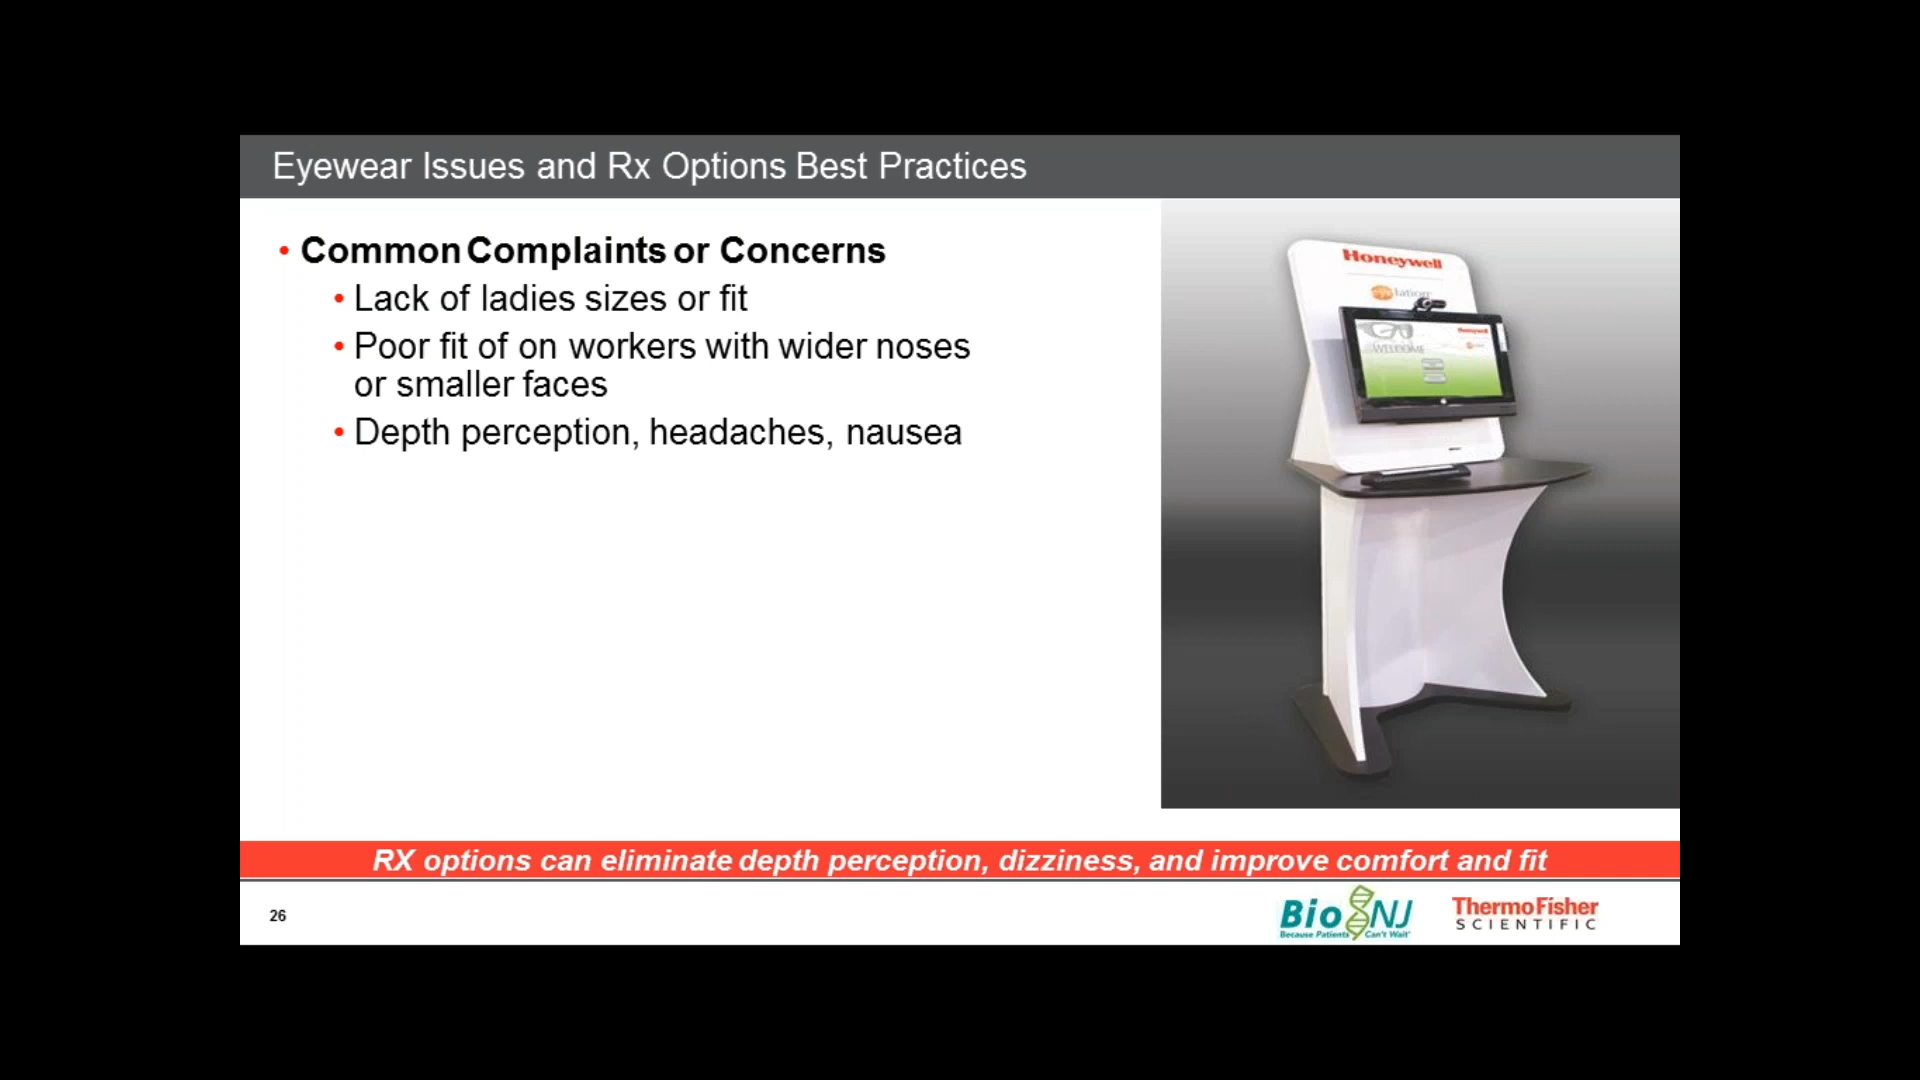 Eyewear Issues and Rx Options Best Practices
• Common Complaints or Concerns
• Lack of ladies sizes or fit
• Poor fit of on workers with wider noses
or smaller faces
• Depth perception, headaches, nausea
Honeywell
eyelation
WELCOME
Honeywell
RX options can eliminate depth perception, dizziness, and improve comfort and fit
26
BioNJ
Because Patients Can't Wait
ThermoFisher
SCIENTIFIC